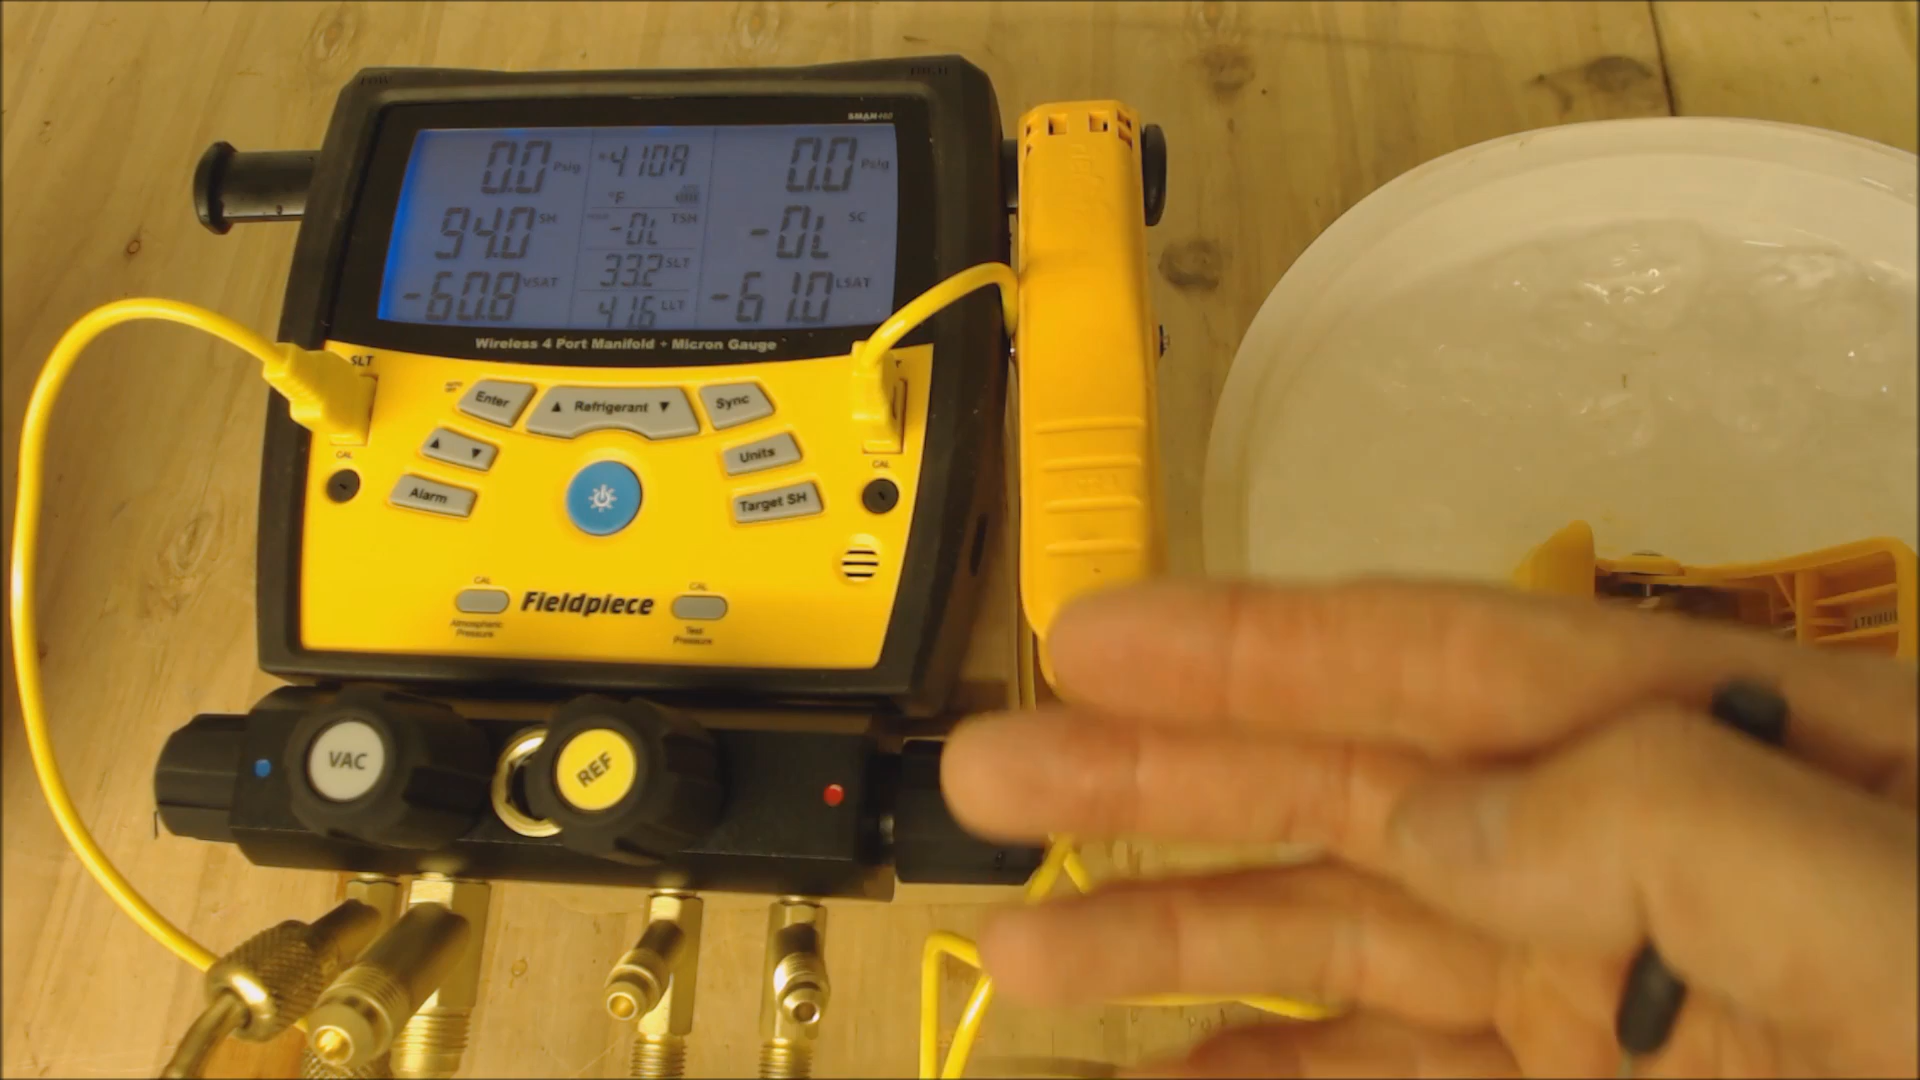 SMAN460
0.0 Psig
R-410A
0.0 Psig
°F
94.0 SH
-0L TSH
-0L SC
33.2 SLT
-60.8 VSAT
41.6 LLT
-61.0 LSAT
Wireless 4 Port Manifold + Micron Gauge
SLT
T
Enter
▲ Refrigerant ▼
Sync
▲ ▼
Units
CAL
CAL
Alarm
Target SH
CAL
CAL
Fieldpiece
Atmospheric
Pressure
Test
Pressure
VAC
REF